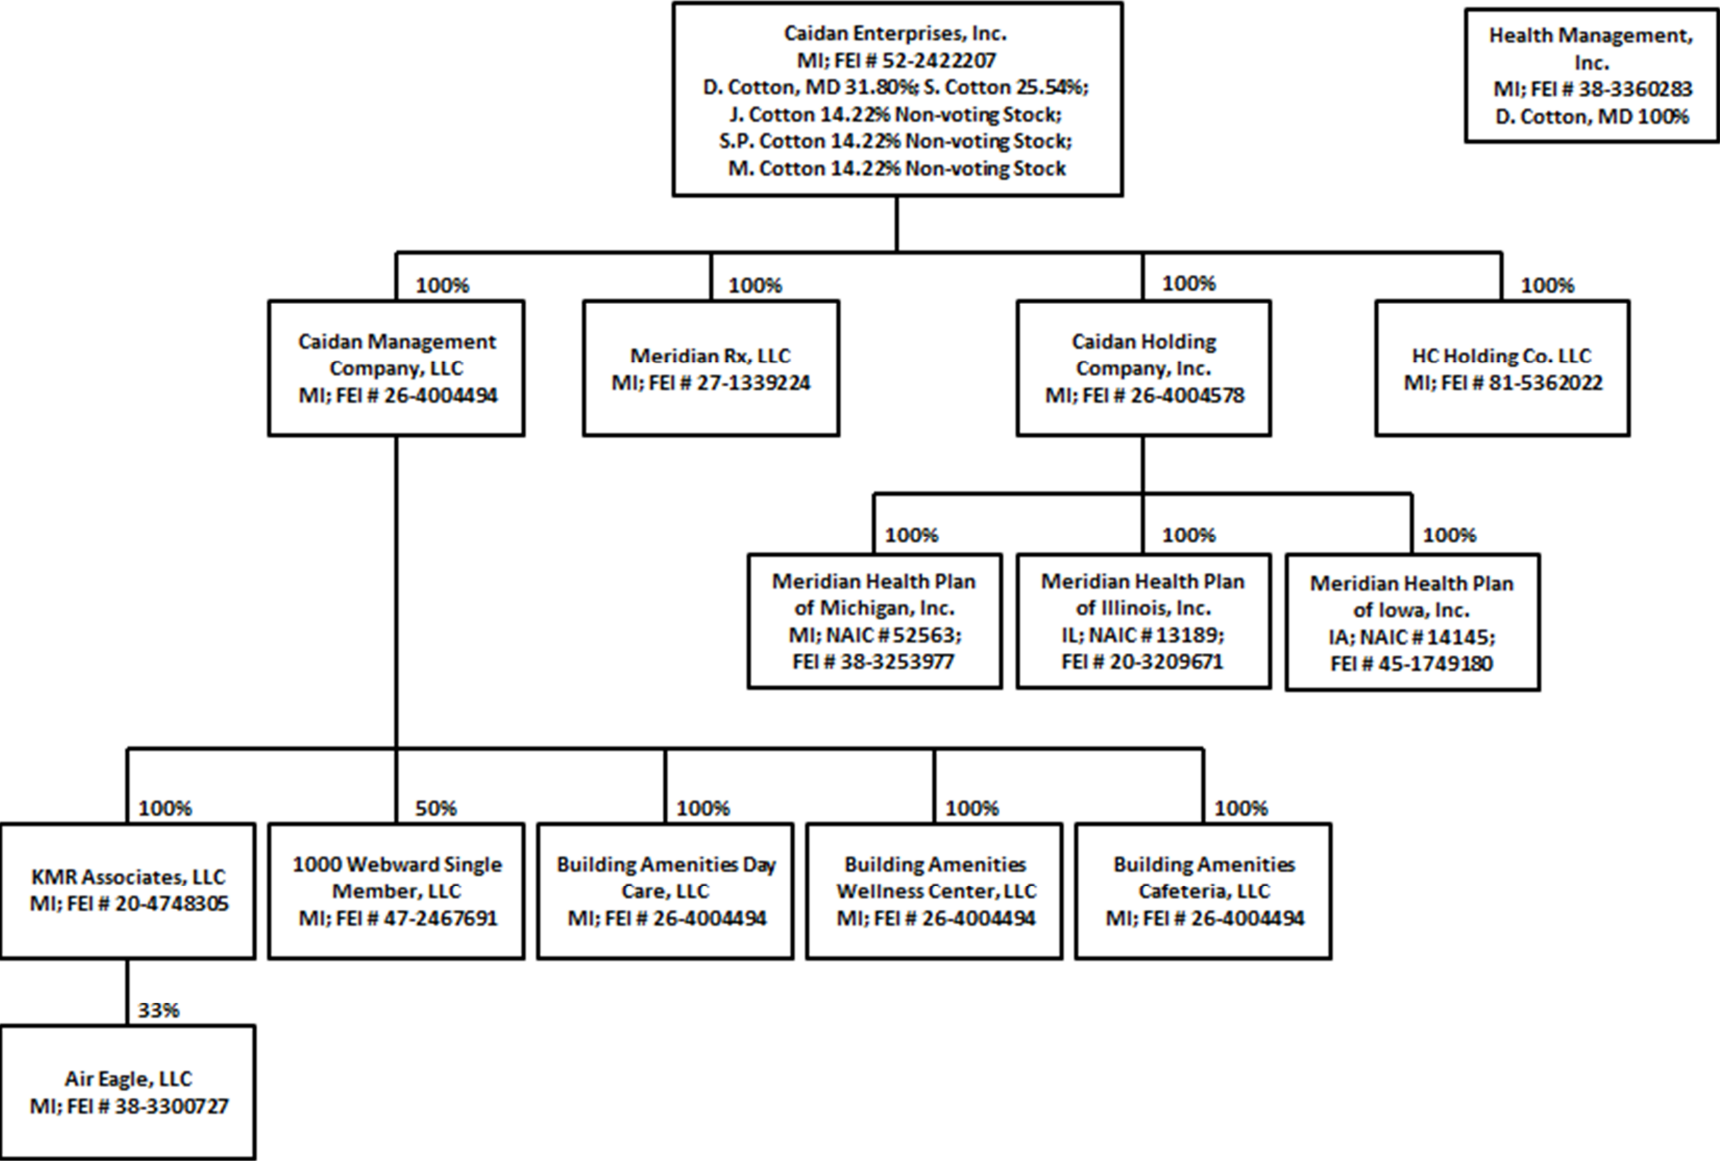 Caidan Enterprises, Inc.
MI; FEI # 52-2422207
D. Cotton, MD 31.80%; S. Cotton 25.54%;
J. Cotton 14.22% Non-voting Stock;
S.P. Cotton 14.22% Non-voting Stock;
M. Cotton 14.22% Non-voting Stock
Health Management,
Inc.
MI; FEI # 38-3360283
D. Cotton, MD 100%
100%
Caidan Management
Company, LLC
MI; FEI # 26-4004494
100%
Meridian Rx, LLC
MI; FEI # 27-1339224
100%
Caidan Holding
Company, Inc.
MI; FEI # 26-4004578
100%
HC Holding Co. LLC
MI; FEI # 81-5362022
100%
Meridian Health Plan
of Michigan, Inc.
MI; NAIC # 52563;
FEI # 38-3253977
100%
Meridian Health Plan
of Illinois, Inc.
IL; NAIC # 13189;
FEI # 20-3209671
100%
Meridian Health Plan
of Iowa, Inc.
IA; NAIC # 14145;
FEI # 45-1749180
100%
KMR Associates, LLC
MI; FEI # 20-4748305
50%
1000 Webward Single
Member, LLC
MI; FEI # 47-2467691
100%
Building Amenities Day
Care, LLC
MI; FEI # 26-4004494
100%
Building Amenities
Wellness Center, LLC
MI; FEI # 26-4004494
100%
Building Amenities
Cafeteria, LLC
MI; FEI # 26-4004494
33%
Air Eagle, LLC
MI; FEI # 38-3300727